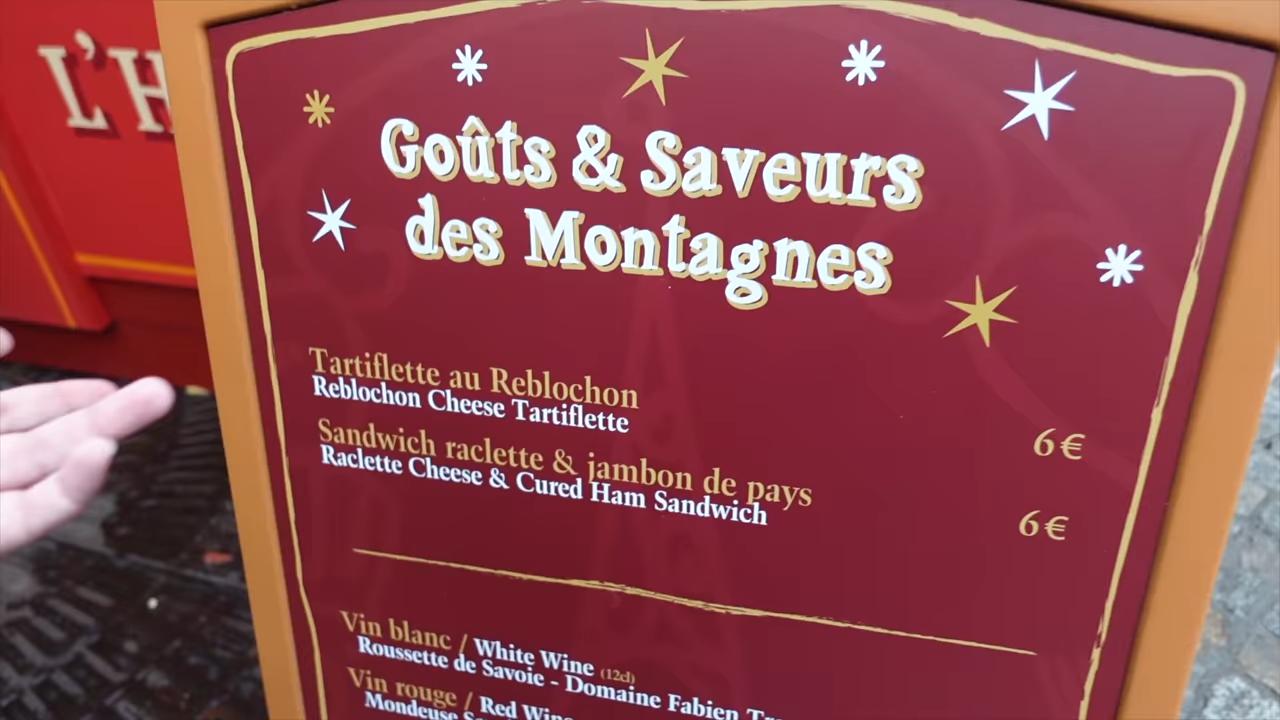 L'H
Goûts & Saveurs
des Montagnes
Tartiflette au Reblochon
Reblochon Cheese Tartiflette
6€
Sandwich raclette & jambon de pays
Raclette Cheese & Cured Ham Sandwich
6€
Vin blanc / White Wine (12cl)
Roussette de Savoie - Domaine Fabien
Vin rouge / Red Wine
Mondeuse